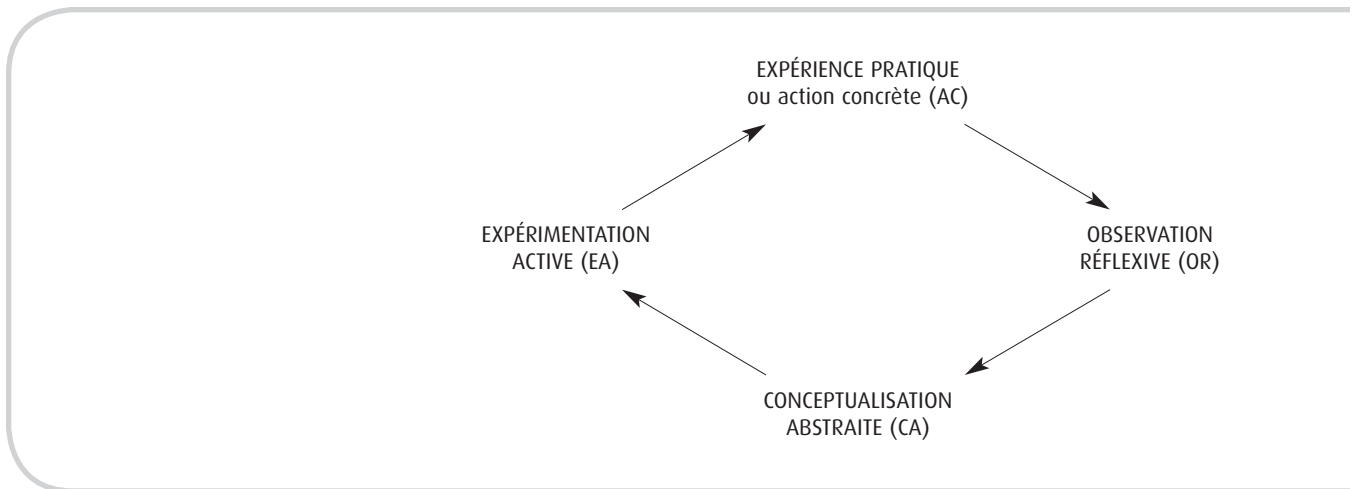 EXPÉRIENCE PRATIQUE
ou action concrète (AC)
EXPÉRIMENTATION
ACTIVE (EA)
OBSERVATION
RÉFLEXIVE (OR)
CONCEPTUALISATION
ABSTRAITE (CA)